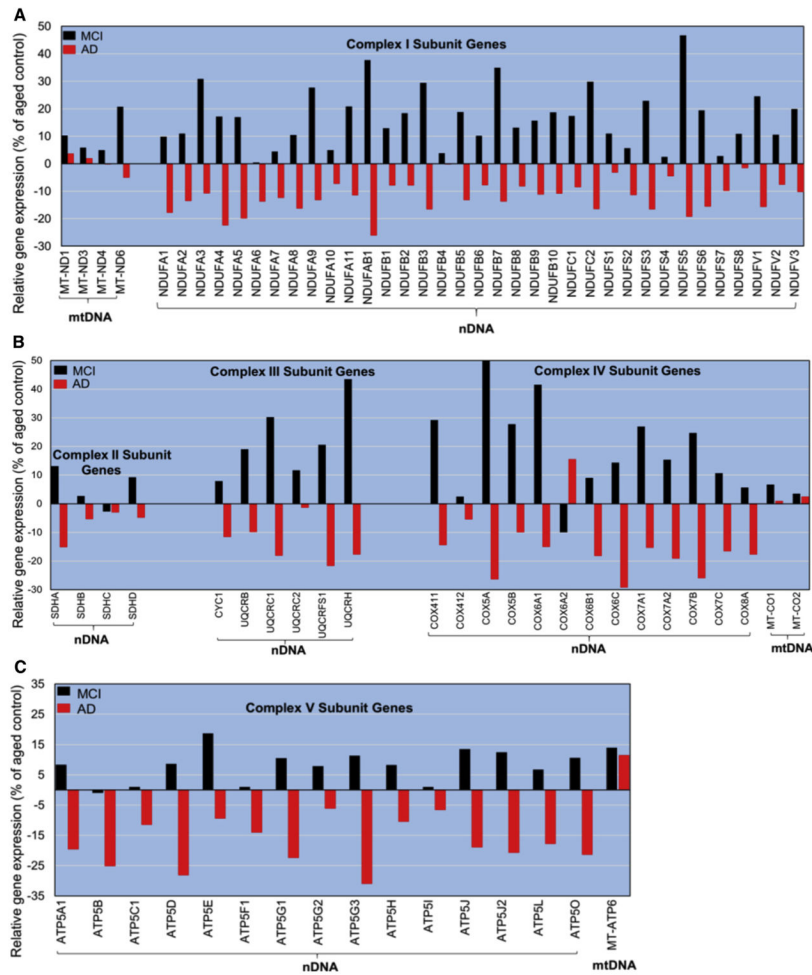 A
MCI
AD
Complex I Subunit Genes
Relative gene expression (% of aged control)
50
40
30
20
10
0
-10
-20
-30
MT-ND1
MT-ND3
MT-ND4
MT-ND6
NDUFA1
NDUFA2
NDUFA3
NDUFA4
NDUFA5
NDUFA6
NDUFA7
NDUFA8
NDUFA9
NDUFA10
NDUFA11
NDUFAB1
NDUFB1
NDUFB2
NDUFB3
NDUFB4
NDUFB5
NDUFB6
NDUFB7
NDUFB8
NDUFB9
NDUFB10
NDUFC1
NDUFC2
NDUFS1
NDUFS2
NDUFS3
NDUFS4
NDUFS5
NDUFS6
NDUFS7
NDUFS8
NDUFV1
NDUFV2
NDUFV3
mtDNA
nDNA
B
MCI
AD
Complex II Subunit
Genes
Complex III Subunit Genes
Complex IV Subunit Genes
Relative gene expression (% of aged control)
50
40
30
20
10
0
-10
-20
-30
SDHA
SDHB
SDHC
SDHD
CYC1
UQCRB
UQCRC1
UQCRC2
UQCRFS1
UQCRH
COX411
COX412
COX5A
COX5B
COX6A1
COX6A2
COX6B1
COX6C
COX7A1
COX7A2
COX7B
COX7C
COX8A
MT-CO1
MT-CO2
nDNA
nDNA
nDNA
mtDNA
C
MCI
AD
Complex V Subunit Genes
Relative gene expression (% of aged control)
35
25
15
5
-5
-15
-25
-35
ATP5A1
ATP5B
ATP5C1
ATP5D
ATP5E
ATP5F1
ATP5G1
ATP5G2
ATP5G3
ATP5H
ATP5I
ATP5J
ATP5J2
ATP5L
ATP5O
MT-ATP6
nDNA
mtDNA